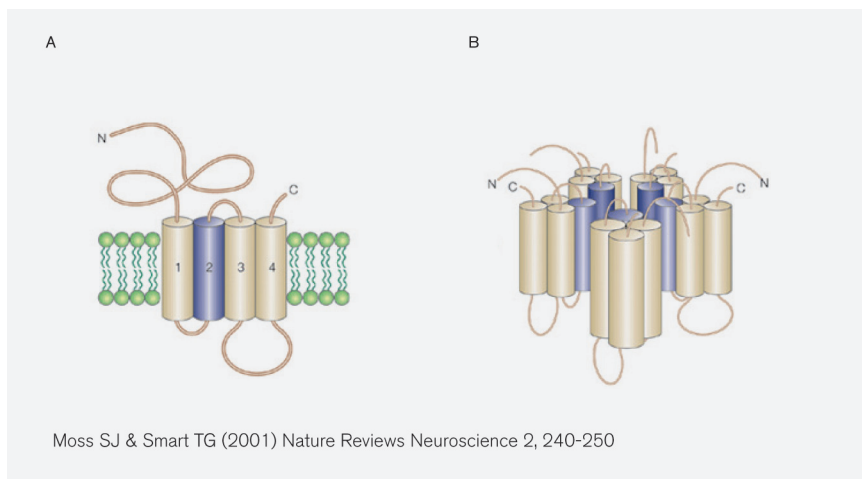 A
B
N
C
1 2 3 4
N C
C N
Moss SJ & Smart TG (2001) Nature Reviews Neuroscience 2, 240-250